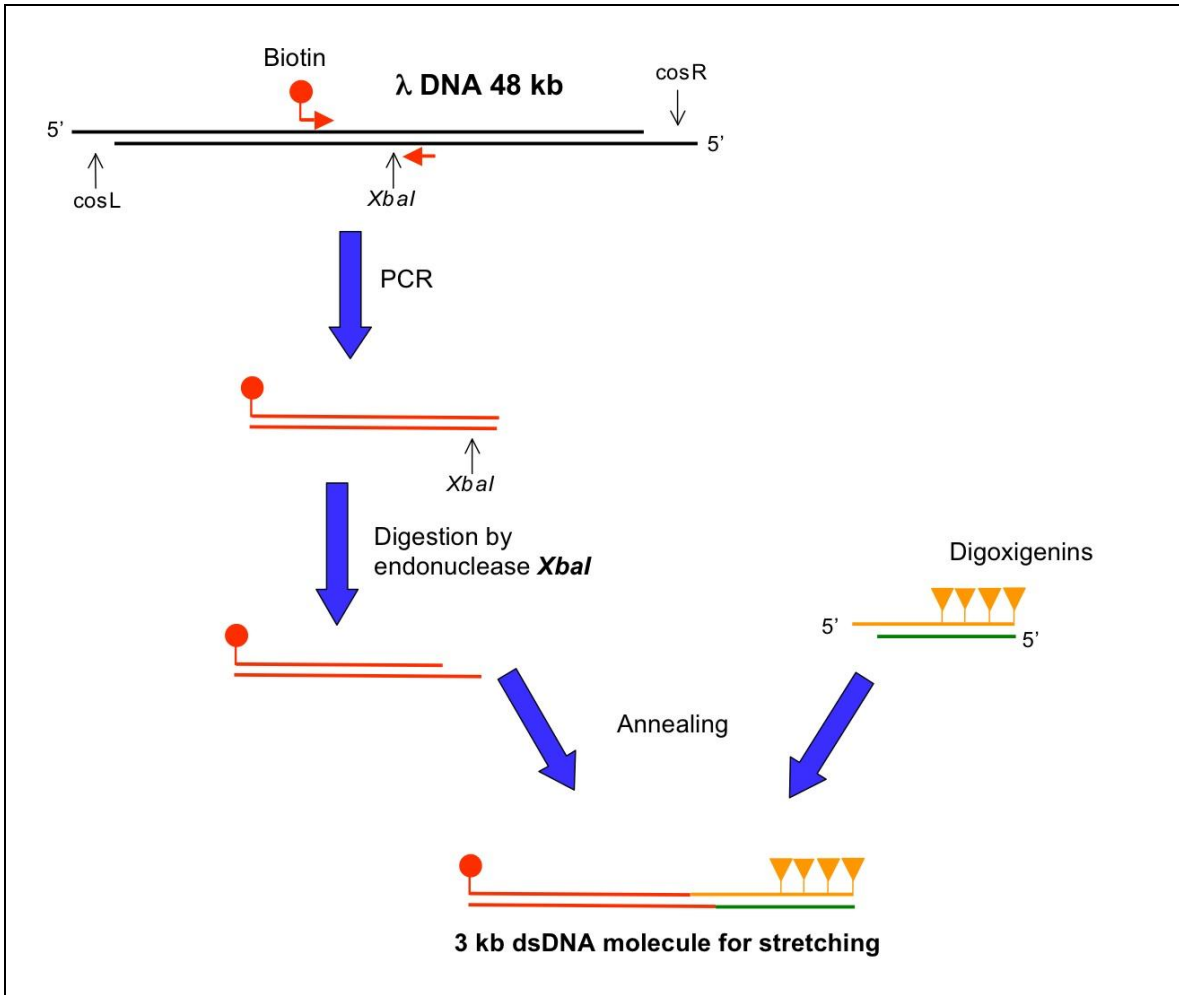 Biotin
λ DNA 48 kb
cosR
5’
5’
cosL
XbaI
PCR
XbaI
Digestion by
endonuclease XbaI
Digoxigenins
5’
5’
Annealing
3 kb dsDNA molecule for stretching